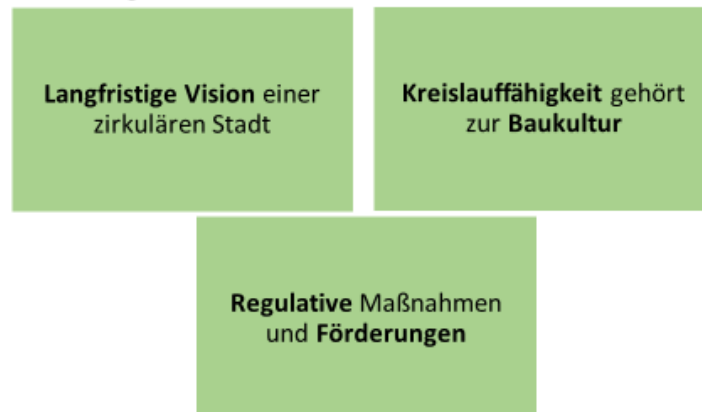 Langfristige Vision einer
zirkulären Stadt
Kreislauffähigkeit gehört
zur Baukultur
Regulative Maßnahmen
und Förderungen